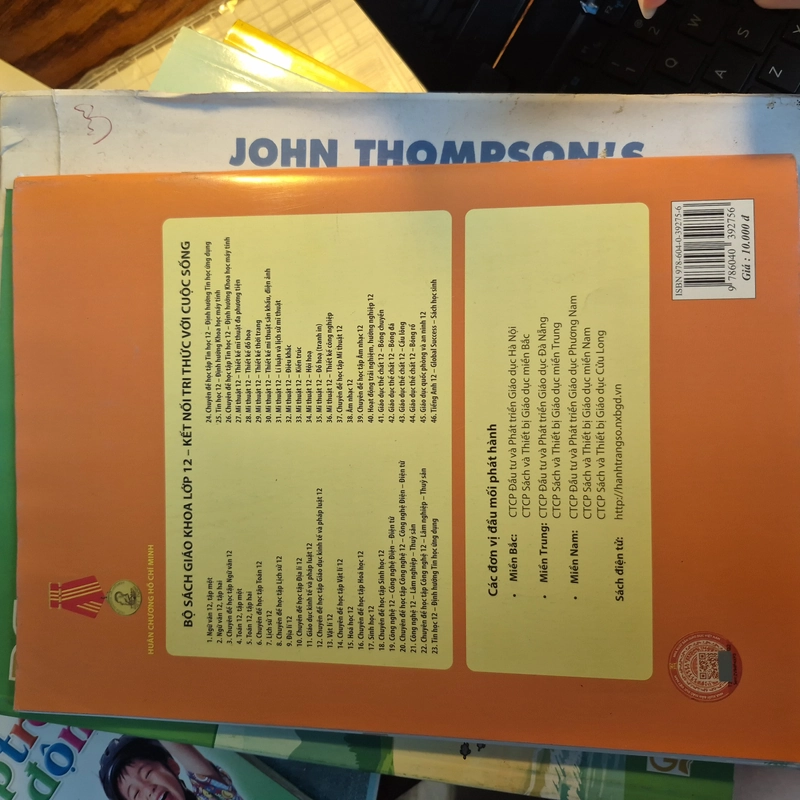 JOHN THOMPSON'S
HUÂN CHƯƠNG HỒ CHÍ MINH
BỘ SÁCH GIÁO KHOA LỚP 12 – KẾT NỐI TRI THỨC VỚI CUỘC SỐNG
1. Ngữ văn 12, tập một
2. Ngữ văn 12, tập hai
3. Chuyên đề học tập Ngữ văn 12
4. Toán 12, tập một
5. Toán 12, tập hai
6. Chuyên đề học tập Toán 12
7. Lịch sử 12
8. Chuyên đề học tập Lịch sử 12
9. Địa lí 12
10. Chuyên đề học tập Địa lí 12
11. Giáo dục kinh tế và pháp luật 12
12. Chuyên đề học tập Giáo dục kinh tế và pháp luật 12
13. Vật lí 12
14. Chuyên đề học tập Vật lí 12
15. Hoá học 12
16. Chuyên đề học tập Hoá học 12
17. Sinh học 12
18. Chuyên đề học tập Sinh học 12
19. Công nghệ 12 – Công nghệ Điện – Điện tử
20. Chuyên đề học tập Công nghệ 12 – Công nghệ Điện – Điện tử
21. Công nghệ 12 – Lâm nghiệp – Thuỷ sản
22. Chuyên đề học tập Công nghệ 12 – Lâm nghiệp – Thuỷ sản
23. Tin học 12 – Định hướng Tin học ứng dụng
24. Chuyên đề học tập Tin học 12 – Định hướng Tin học ứng dụng
25. Tin học 12 – Định hướng Khoa học máy tính
26. Chuyên đề học tập Tin học 12 – Định hướng Khoa học máy tính
27. Mĩ thuật 12 – Thiết kế mĩ thuật đa phương tiện
28. Mĩ thuật 12 – Thiết kế đồ hoạ
29. Mĩ thuật 12 – Thiết kế thời trang
30. Mĩ thuật 12 – Thiết kế mĩ thuật sân khấu, điện ảnh
31. Mĩ thuật 12 – Lí luận và lịch sử mĩ thuật
32. Mĩ thuật 12 – Điêu khắc
33. Mĩ thuật 12 – Kiến trúc
34. Mĩ thuật 12 – Hội hoạ
35. Mĩ thuật 12 – Đồ hoạ (tranh in)
36. Mĩ thuật 12 – Thiết kế công nghiệp
37. Chuyên đề học tập Mĩ thuật 12
38. Âm nhạc 12
39. Chuyên đề học tập Âm nhạc 12
40. Hoạt động trải nghiệm, hướng nghiệp 12
41. Giáo dục thể chất 12 – Bóng chuyền
42. Giáo dục thể chất 12 – Bóng đá
43. Giáo dục thể chất 12 – Cầu lông
44. Giáo dục thể chất 12 – Bóng rổ
45. Giáo dục quốc phòng và an ninh 12
46. Tiếng Anh 12 – Global Success – Sách học sinh
Các đơn vị đầu mối phát hành
• Miền Bắc: CTCP Đầu tư và Phát triển Giáo dục Hà Nội
CTCP Sách và Thiết bị Giáo dục miền Bắc
• Miền Trung: CTCP Đầu tư và Phát triển Giáo dục Đà Nẵng
CTCP Sách và Thiết bị Giáo dục miền Trung
• Miền Nam: CTCP Đầu tư và Phát triển Giáo dục Phương Nam
CTCP Sách và Thiết bị Giáo dục miền Nam
CTCP Sách và Thiết bị Giáo dục Cửu Long
Sách điện tử: http://hanhtrangso.nxbgd.vn
ISBN 978-604-0-39275-6
9 786040 392756
Giá : 10.000 đ